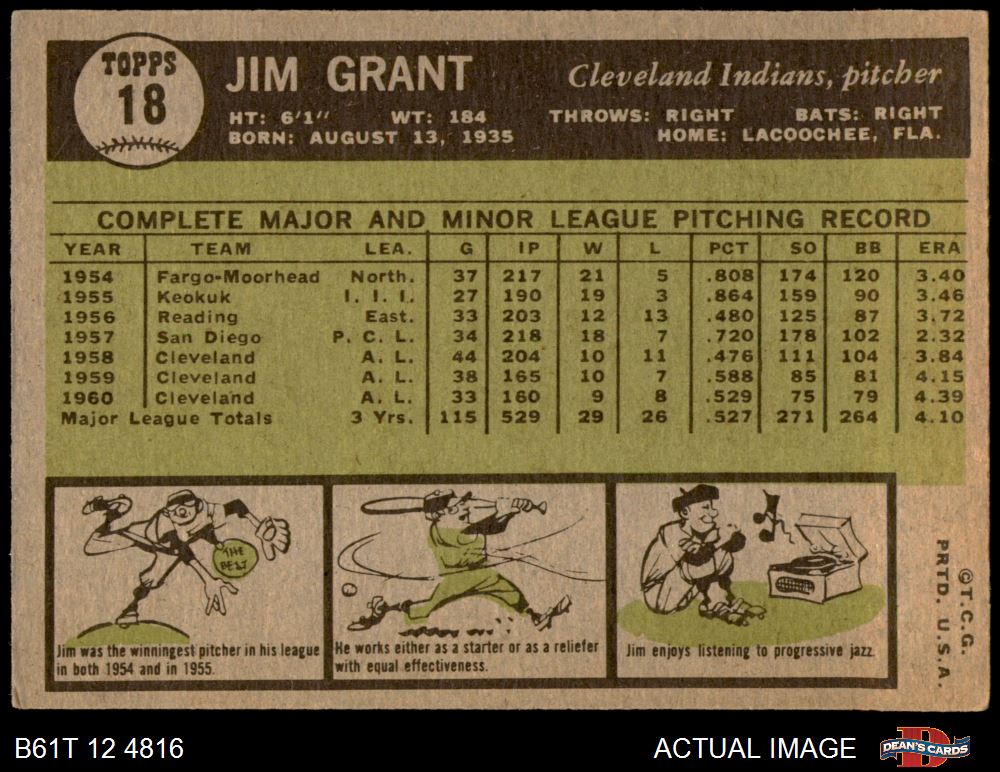 TOPPS
18
JIM GRANT
Cleveland Indians, pitcher
HT: 6'1" WT: 184 THROWS: RIGHT BATS: RIGHT
BORN: AUGUST 13, 1935 HOME: LACOOCHEE, FLA.
COMPLETE MAJOR AND MINOR LEAGUE PITCHING RECORD
YEAR TEAM LEA. G IP W L PCT SO BB ERA
1954 Fargo-Moorhead North. 37 217 21 5 .808 174 120 3.40
1955 Keokuk I. I. I. 27 190 19 3 .864 159 90 3.46
1956 Reading East. 33 203 12 13 .480 125 87 3.72
1957 San Diego P. C. L. 34 218 18 7 .720 178 102 2.32
1958 Cleveland A. L. 44 204 10 11 .476 111 104 3.84
1959 Cleveland A. L. 38 165 10 7 .588 85 81 4.15
1960 Cleveland A. L. 33 160 9 8 .529 75 79 4.39
Major League Totals 3 Yrs. 115 529 29 26 .527 271 264 4.10
THE
BEST
Jim was the winningest pitcher in his league
in both 1954 and in 1955.
He works either as a starter or as a reliefer
with equal effectiveness.
Jim enjoys listening to progressive jazz.
© T. C. G.
PRTD. U. S. A.
B61T 12 4816
ACTUAL IMAGE
D
DEAN'S CARDS